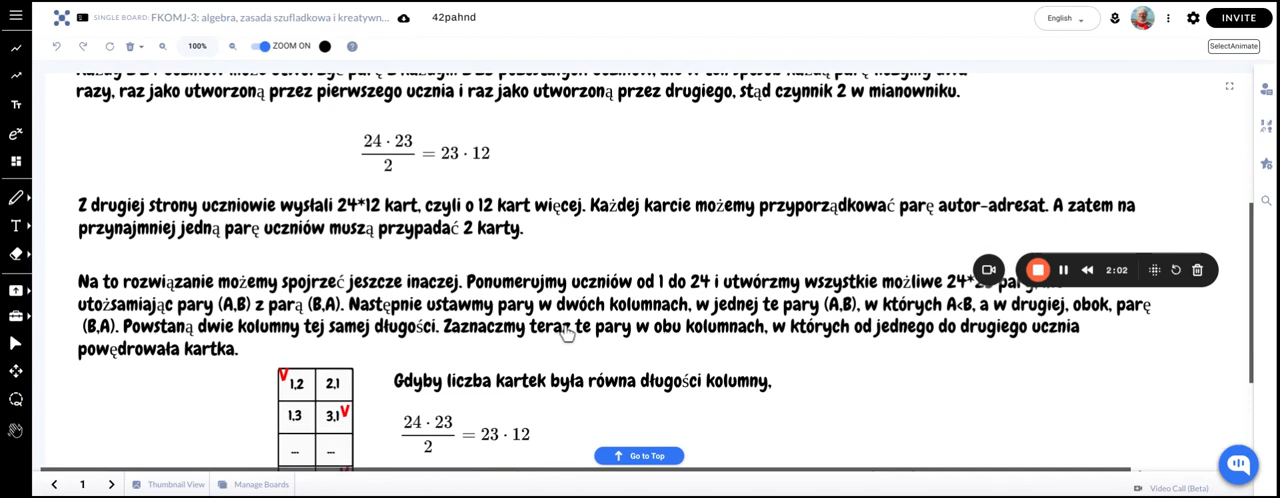 SINGLE BOARD: FKOMJ-3: algebra, zasada szufladkowa i kreatywn...
42pahnd
English
INVITE
100%
ZOOM ON
SelectAnimate
razy, raz jako utworzoną przez pierwszego ucznia i raz jako utworzoną przez drugiego, stąd czynnik 2 w mianowniku.
24 · 23 / 2 = 23 · 12
Z drugiej strony uczniowie wysłali 24*12 kart, czyli o 12 kart więcej. Każdej karcie możemy przyporządkować parę autor-adresat. A zatem na
przynajmniej jedną parę uczniów muszą przypadać 2 karty.
2:02
Na to rozwiązanie możemy spojrzeć jeszcze inaczej. Ponumerujmy uczniów od 1 do 24 i utwórzmy wszystkie możliwe
utożsamiając pary (A,B) z parą (B,A). Następnie ustawmy pary w dwóch kolumnach, w jednej te pary (A,B), w których A<B, a w drugiej, obok, parę
(B,A). Powstaną dwie kolumny tej samej długości. Zaznaczmy teraz te pary w obu kolumnach, w których od jednego do drugiego ucznia
powędrowała kartka.
V 1,2 2,1
Gdyby liczba kartek była równa długości kolumny,
1,3 3,1 V
24 · 23 / 2 = 23 · 12
... ...
Go to Top
1
Thumbnail View
Manage Boards
Video Call (Beta)